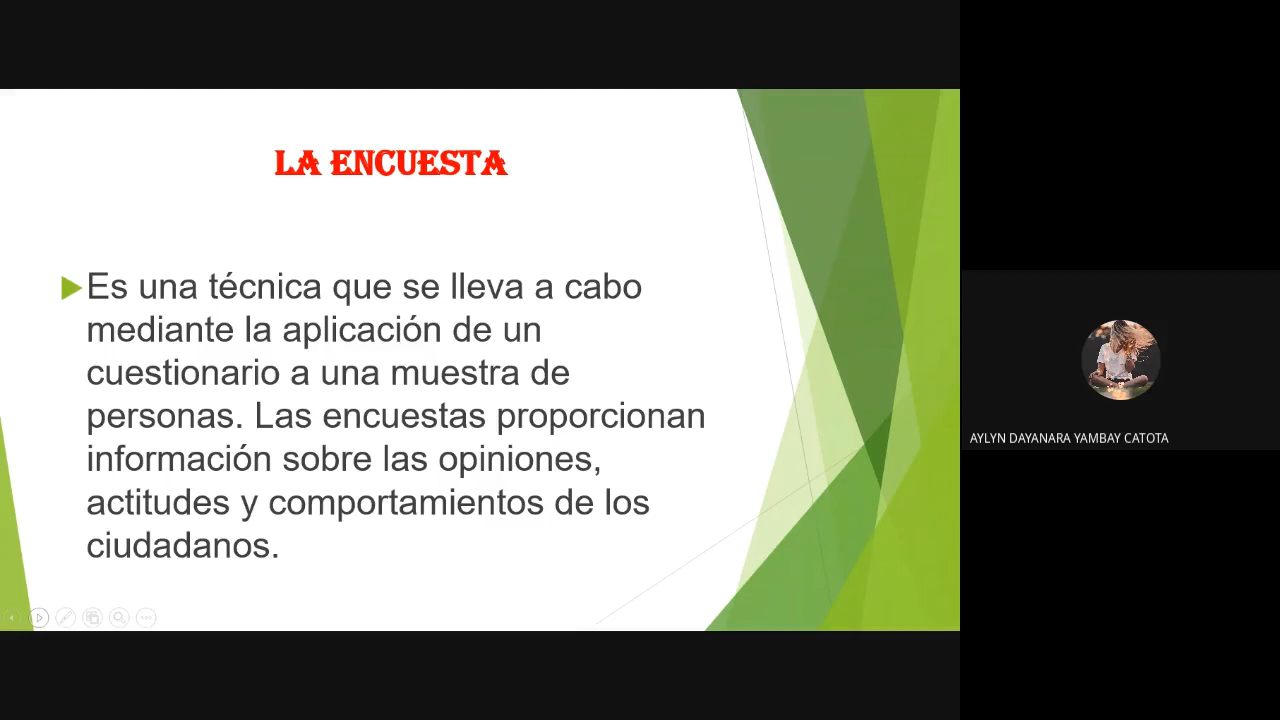 LA ENCUESTA
Es una técnica que se lleva a cabo
mediante la aplicación de un
cuestionario a una muestra de
personas. Las encuestas proporcionan
información sobre las opiniones,
actitudes y comportamientos de los
ciudadanos.
AYLYN DAYANARA YAMBAY CATOTA